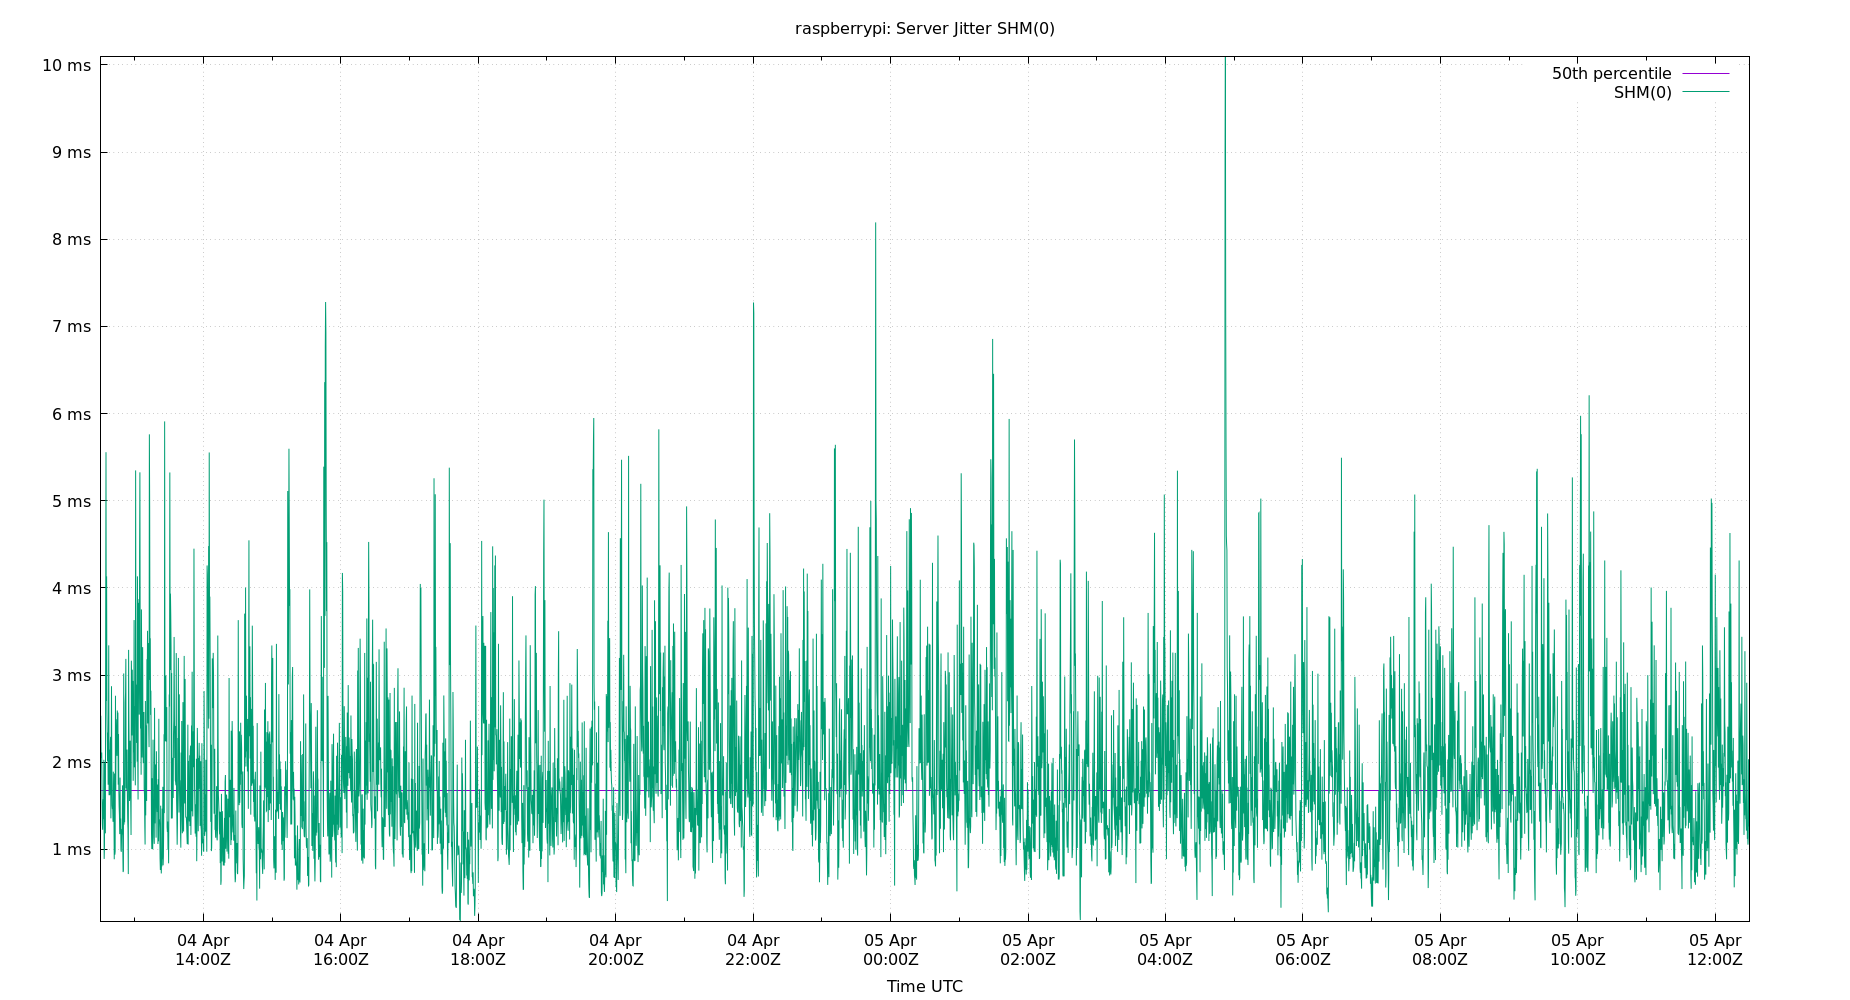 raspberrypi: Server Jitter SHM(0)
10 ms
9 ms
8 ms
7 ms
6 ms
5 ms
4 ms
3 ms
2 ms
1 ms
50th percentile
SHM(0)
04 Apr 04 Apr 04 Apr 04 Apr 04 Apr 05 Apr 05 Apr 05 Apr 05 Apr 05 Apr 05 Apr 05 Apr
14:00Z 16:00Z 18:00Z 20:00Z 22:00Z 00:00Z 02:00Z 04:00Z 06:00Z 08:00Z 10:00Z 12:00Z
Time UTC